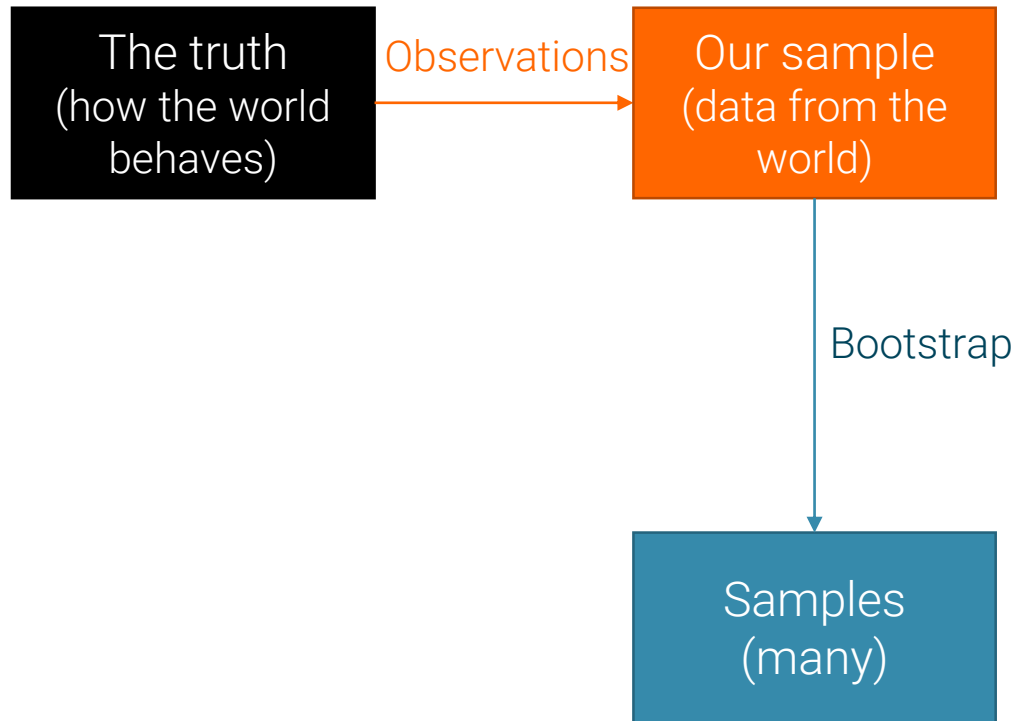 The truth
(how the world
behaves)
Observations
Our sample
(data from the
world)
Bootstrap
Samples
(many)